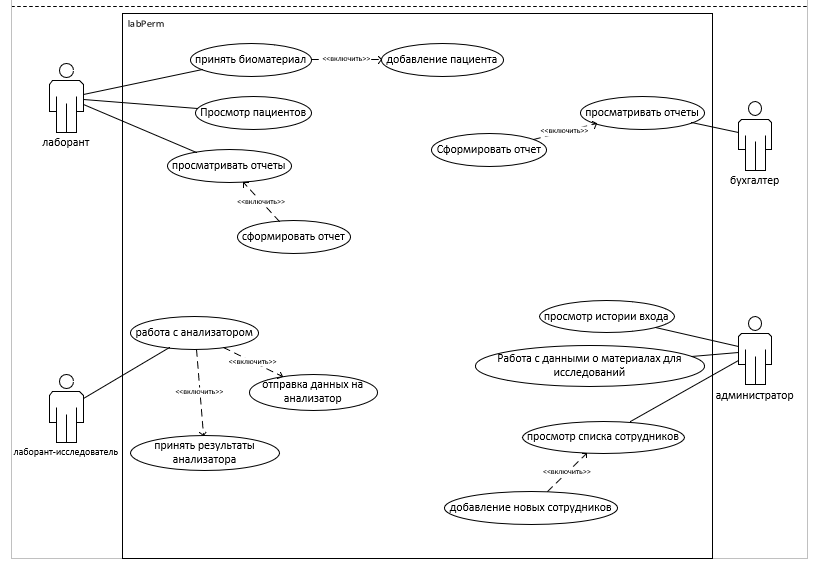 labPerm
принять биоматериал
<<включить>>
добавление пациента
Просмотр пациентов
лаборант
просматривать отчеты
<<включить>>
сформировать отчет
просматривать отчеты
<<включить>>
Сформировать отчет
бухгалтер
работа с анализатором
<<включить>>
отправка данных на
анализатор
<<включить>>
принять результаты
анализатора
лаборант-исследователь
просмотр истории входа
Работа с данными о материалах для
исследований
администратор
просмотр списка сотрудников
<<включить>>
добавление новых сотрудников